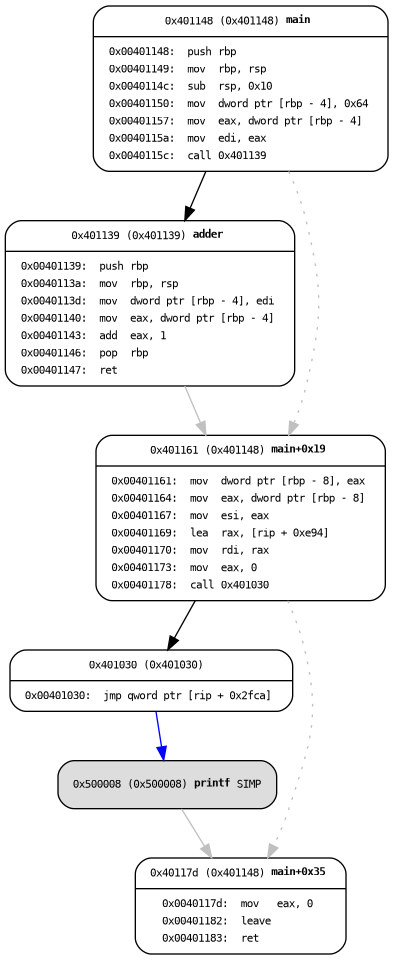 0x401148 (0x401148) main
0x00401148: push rbp
0x00401149: mov rbp, rsp
0x0040114c: sub rsp, 0x10
0x00401150: mov dword ptr [rbp - 4], 0x64
0x00401157: mov eax, dword ptr [rbp - 4]
0x0040115a: mov edi, eax
0x0040115c: call 0x401139
0x401139 (0x401139) adder
0x00401139: push rbp
0x0040113a: mov rbp, rsp
0x0040113d: mov dword ptr [rbp - 4], edi
0x00401140: mov eax, dword ptr [rbp - 4]
0x00401143: add eax, 1
0x00401146: pop rbp
0x00401147: ret
0x401161 (0x401148) main+0x19
0x00401161: mov dword ptr [rbp - 8], eax
0x00401164: mov eax, dword ptr [rbp - 8]
0x00401167: mov esi, eax
0x00401169: lea rax, [rip + 0xe94]
0x00401170: mov rdi, rax
0x00401173: mov eax, 0
0x00401178: call 0x401030
0x401030 (0x401030)
0x00401030: jmp qword ptr [rip + 0x2fca]
0x500008 (0x500008) printf SIMP
0x40117d (0x401148) main+0x35
0x0040117d: mov eax, 0
0x00401182: leave
0x00401183: ret